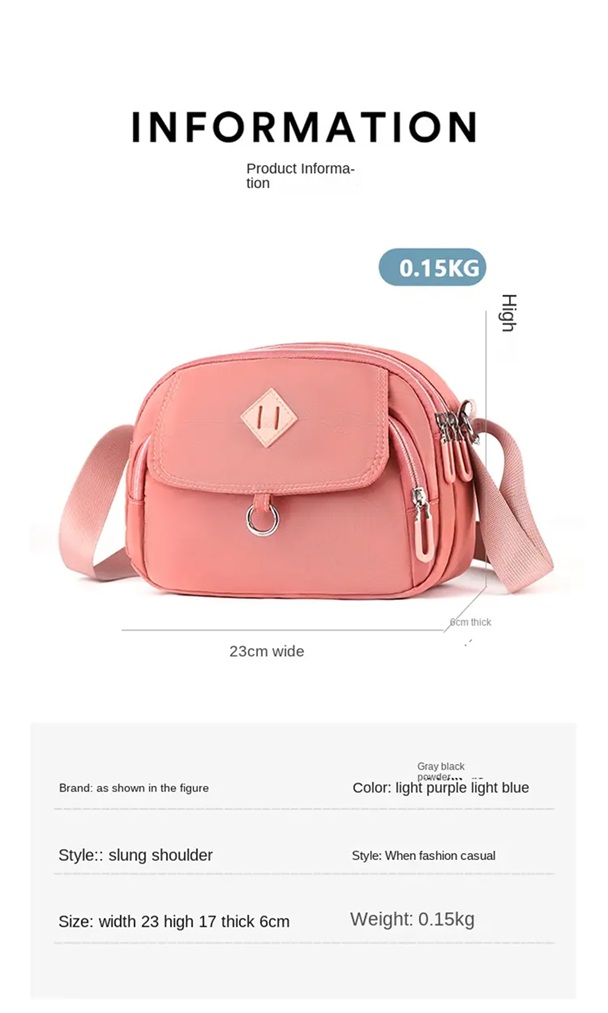 INFORMATION
Product Informa-
tion
0.15KG
High
6cm thick
23cm wide
Gray black
powder
Brand: as shown in the figure
Color: light purple light blue
Style:: slung shoulder
Style: When fashion casual
Size: width 23 high 17 thick 6cm
Weight: 0.15kg